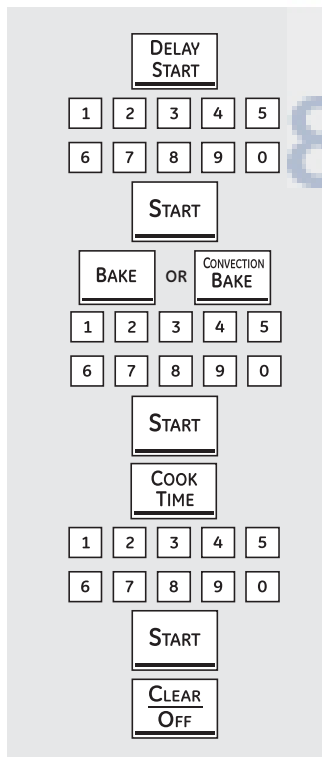 DELAY
START
1 2 3 4 5
6 7 8 9 0
START
BAKE OR CONVECTION BAKE
1 2 3 4 5
6 7 8 9 0
START
COOK
TIME
1 2 3 4 5
6 7 8 9 0
START
CLEAR
OFF